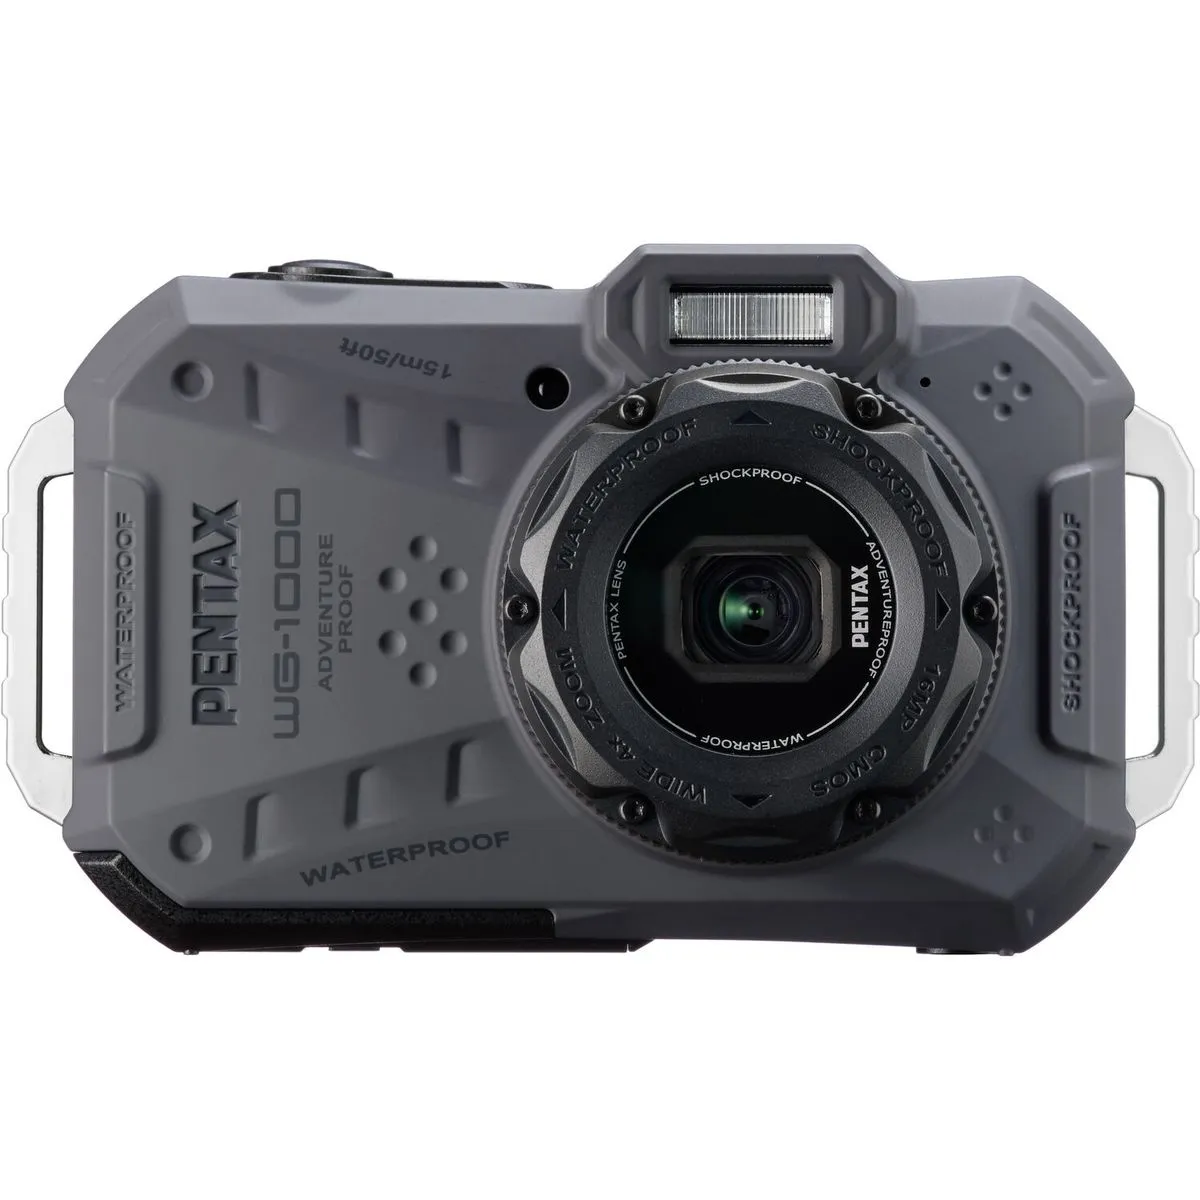 15m/50ft
WATERPROOF
PENTAX
WG-1000
ADVENTURE
PROOF
WATERPROOF
WATERPROOF
SHOCKPROOF
16MP
CMOS
WIDE 4x ZOOM
SHOCKPROOF
ADVENTUREPROOF
WATERPROOF
PENTAX LENS
PENTAX
SHOCKPROOF